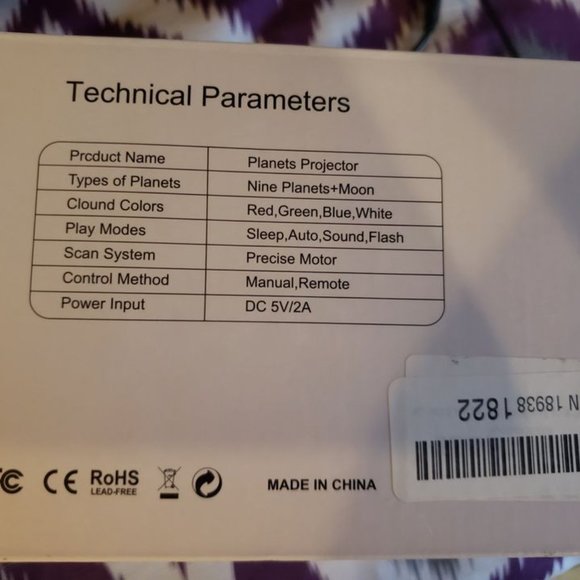 Technical Parameters
Prcduct Name Planets Projector
Types of Planets Nine Planets+Moon
Clound Colors Red,Green,Blue,White
Play Modes Sleep,Auto,Sound,Flash
Scan System Precise Motor
Control Method Manual,Remote
Power Input DC 5V/2A
N 18938 1822
CE RoHS
LEAD-FREE
MADE IN CHINA